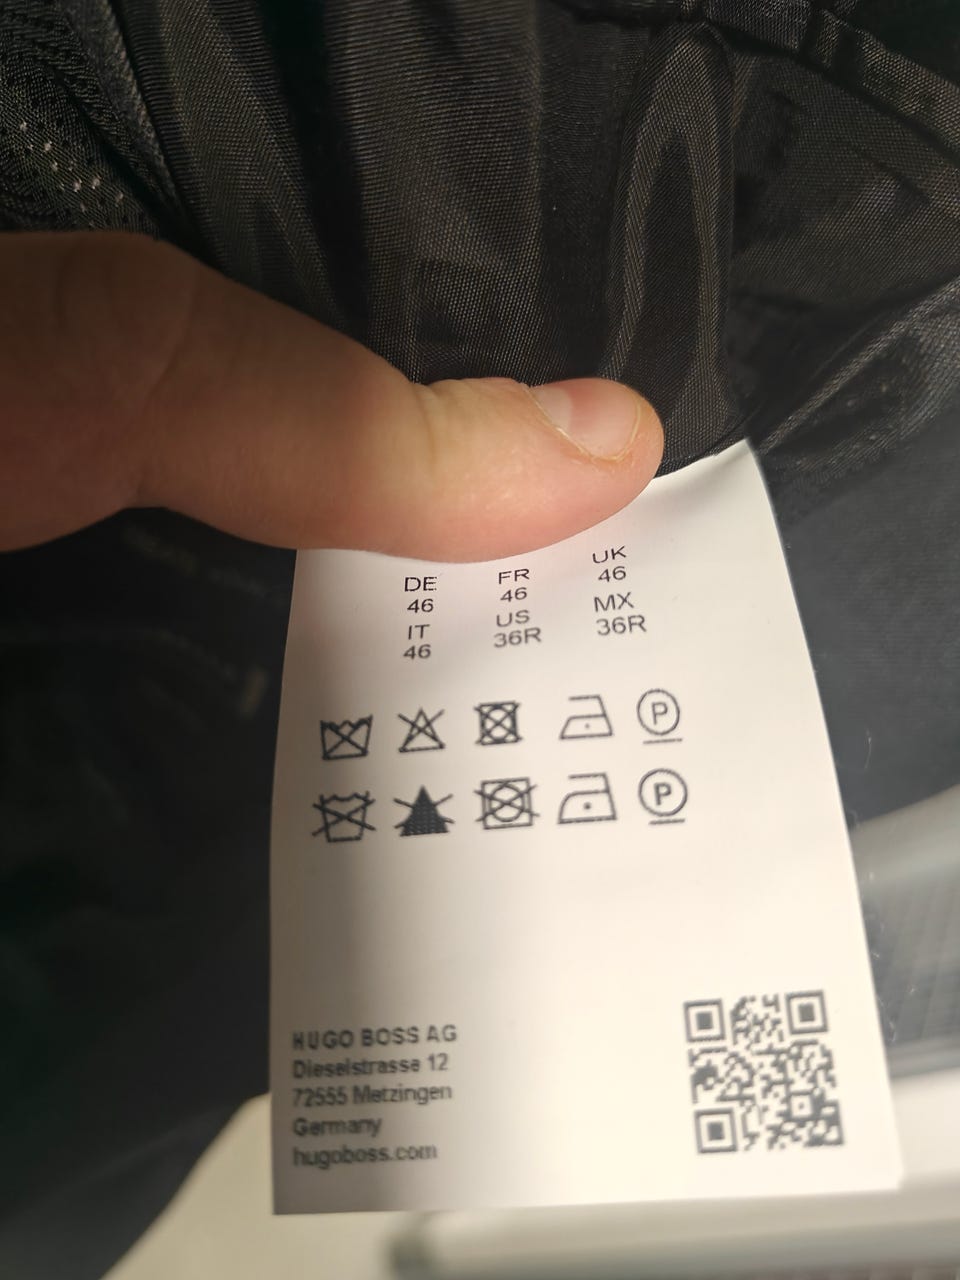 DE FR UK
46 46 46
IT US MX
46 36R 36R
P
P
HUGO BOSS AG
Dieselstrasse 12
72555 Metzingen
Germany
hugoboss.com